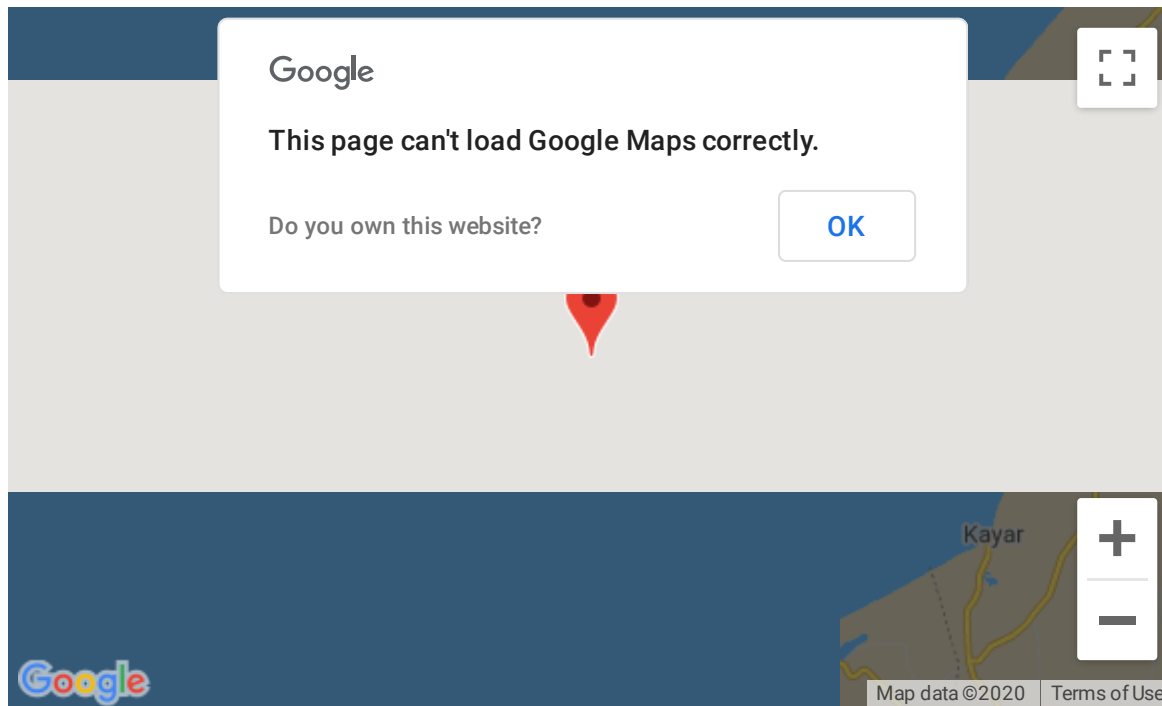 Google
This page can't load Google Maps correctly.
Do you own this website?
OK
Kayar
Google
Map data ©2020
Terms of Use